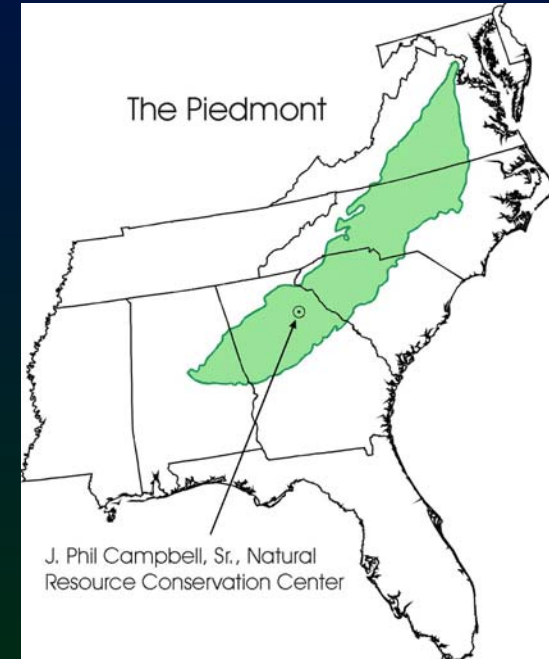 The Piedmont
J. Phil Campbell, Sr., Natural
Resource Conservation Center